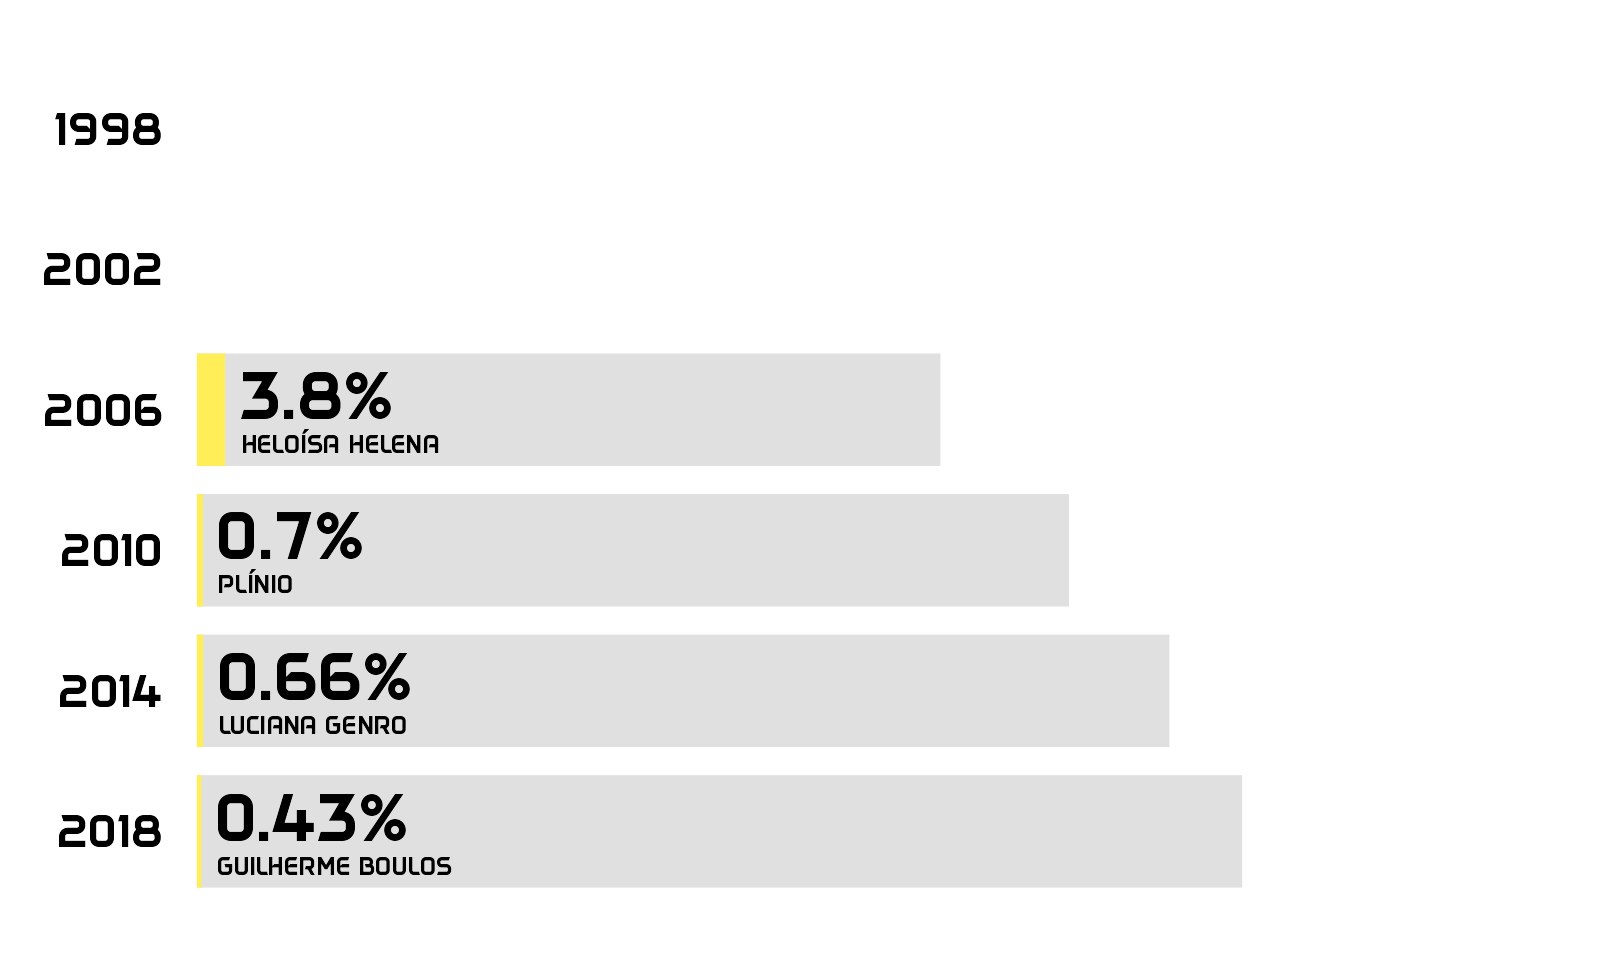 1998
2002
2006
3.8%
HELOÍSA HELENA
2010
0.7%
PLÍNIO
2014
0.66%
LUCIANA GENRO
2018
0.43%
GUILHERME BOULOS